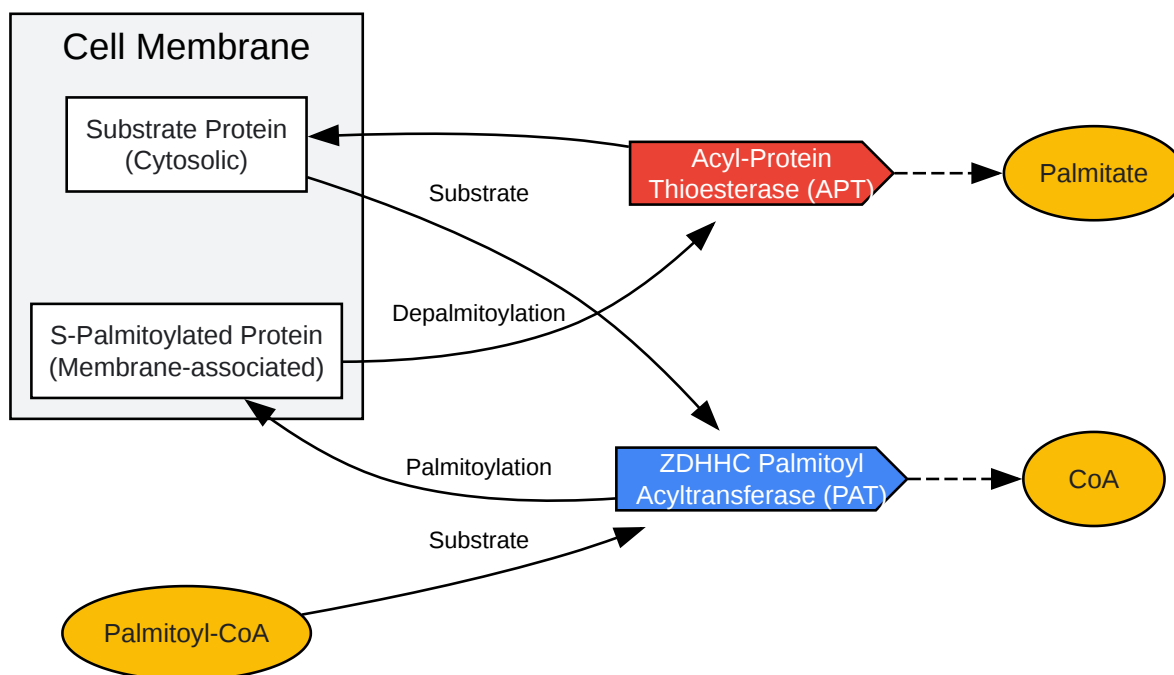 Cell Membrane
Substrate Protein
(Cytosolic)
Acyl-Protein
Thioesterase (APT)
Palmitate
Substrate
Depalmitoylation
S-Palmitoylated Protein
(Membrane-associated)
Palmitoylation
ZDHHC Palmitoyl
Acyltransferase (PAT)
CoA
Substrate
Palmitoyl-CoA